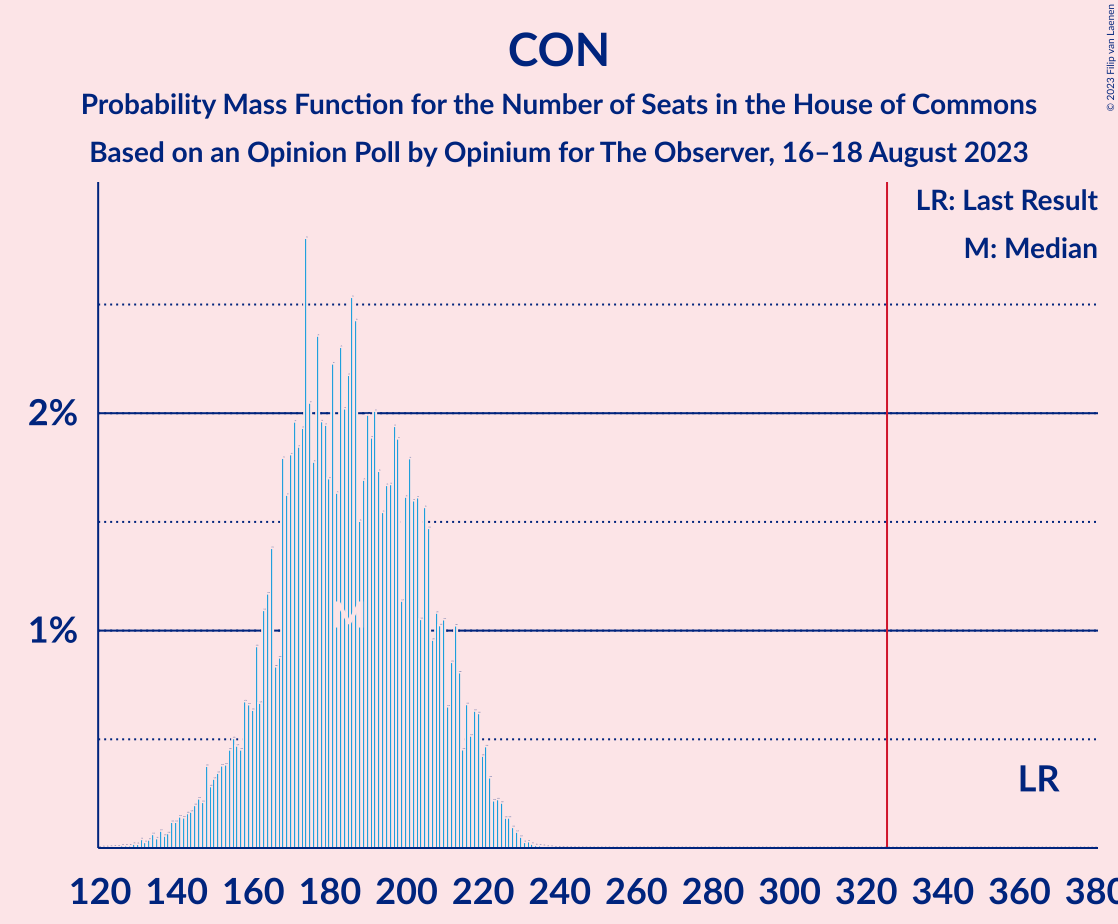 CON
Probability Mass Function for the Number of Seats in the House of Commons
Based on an Opinion Poll by Opinium for The Observer, 16–18 August 2023
© 2023 Filip van Laenen
LR: Last Result
M: Median
2%
1%
M
LR
120 140 160 180 200 220 240 260 280 300 320 340 360 380